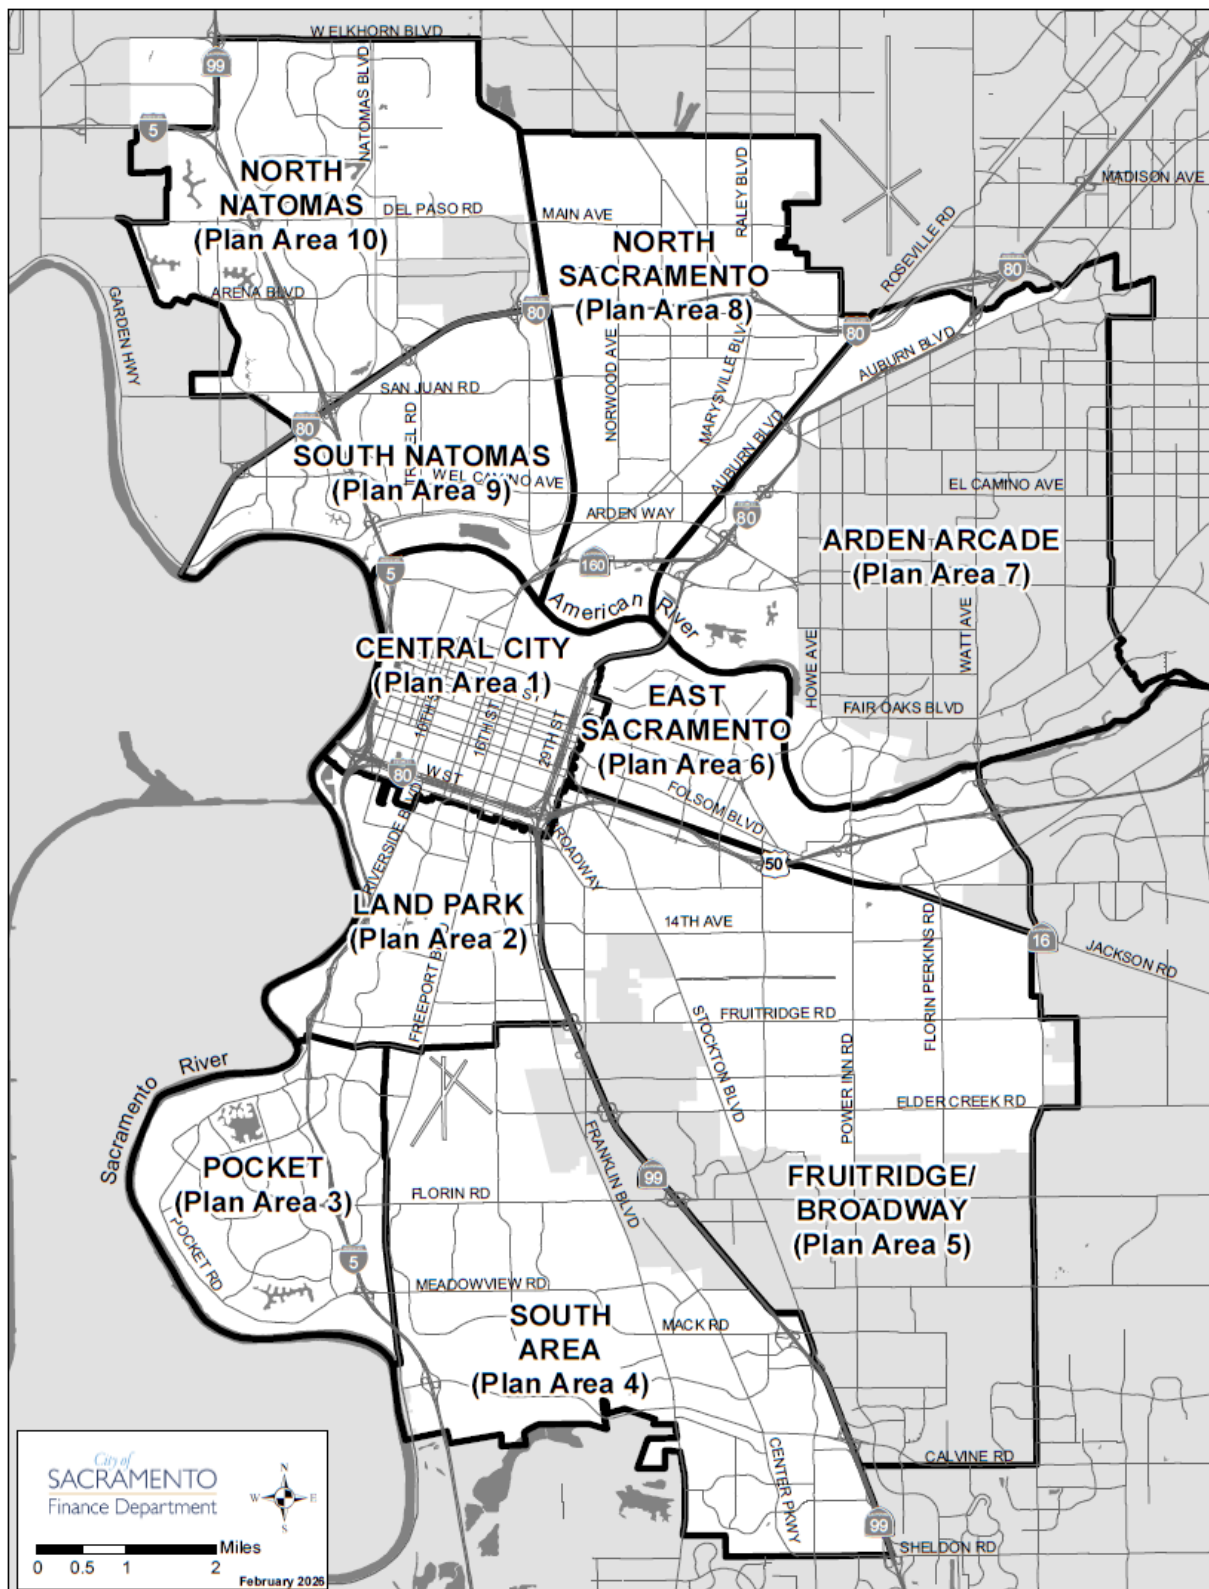 W ELKHORN BLVD
99
NATOMAS BLVD
5
NORTH
NATOMAS
(Plan Area 10)
DEL PASO RD
MAIN AVE
RALEY BLVD
MADISON AVE
NORTH
SACRAMENTO
(Plan Area 8)
ROSEVILLE RD
80
ARENA BLVD
GARDEN HWY
80
80
AUBURN BLVD
NORWOOD AVE
MARYSVILLE BLV
SAN JUAN RD
80
SOUTH NATOMAS
(Plan Area 9)
W EL CAMINO AVE
AUBURN BLVD
EL CAMINO AVE
ARDEN WAY
80
ARDEN ARCADE
(Plan Area 7)
5
160
American River
HOWE AVE
WATT AVE
CENTRAL CITY
(Plan Area 1)
ST
16TH ST
29TH ST
EAST
SACRAMENTO
(Plan Area 6)
FAIR OAKS BLVD
80
W ST
FOLSOM BLVD
RIVERSIDE BLVD
ROADWAY
50
LAND PARK
(Plan Area 2)
14TH AVE
FLORIN PERKINS RD
16
JACKSON RD
FREEPORT B
STOCKTON BLVD
FRUITRIDGE RD
POWER INN RD
Sacramento River
ELDER CREEK RD
FRANKLIN BLVD
POCKET
(Plan Area 3)
FLORIN RD
99
FRUITRIDGE/
BROADWAY
(Plan Area 5)
POCKET RD
5
MEADOWVIEW RD
SOUTH
AREA
(Plan Area 4)
MACK RD
CENTER PKWY
CALVINE RD
99
SHELDON RD
City of
SACRAMENTO
Finance Department
N
W E
S
Miles
0 0.5 1 2
February 2026